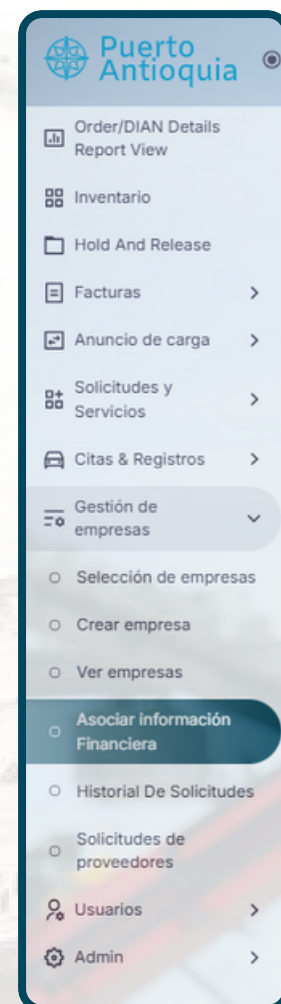 Puerto
Antioquia
Order/DIAN Details
Report View
Inventario
Hold And Release
Facturas
Anuncio de carga
Solicitudes y
Servicios
Citas & Registros
Gestión de
empresas
Selección de empresas
Crear empresa
Ver empresas
Asociar información
Financiera
Historial De Solicitudes
Solicitudes de
proveedores
Usuarios
Admin